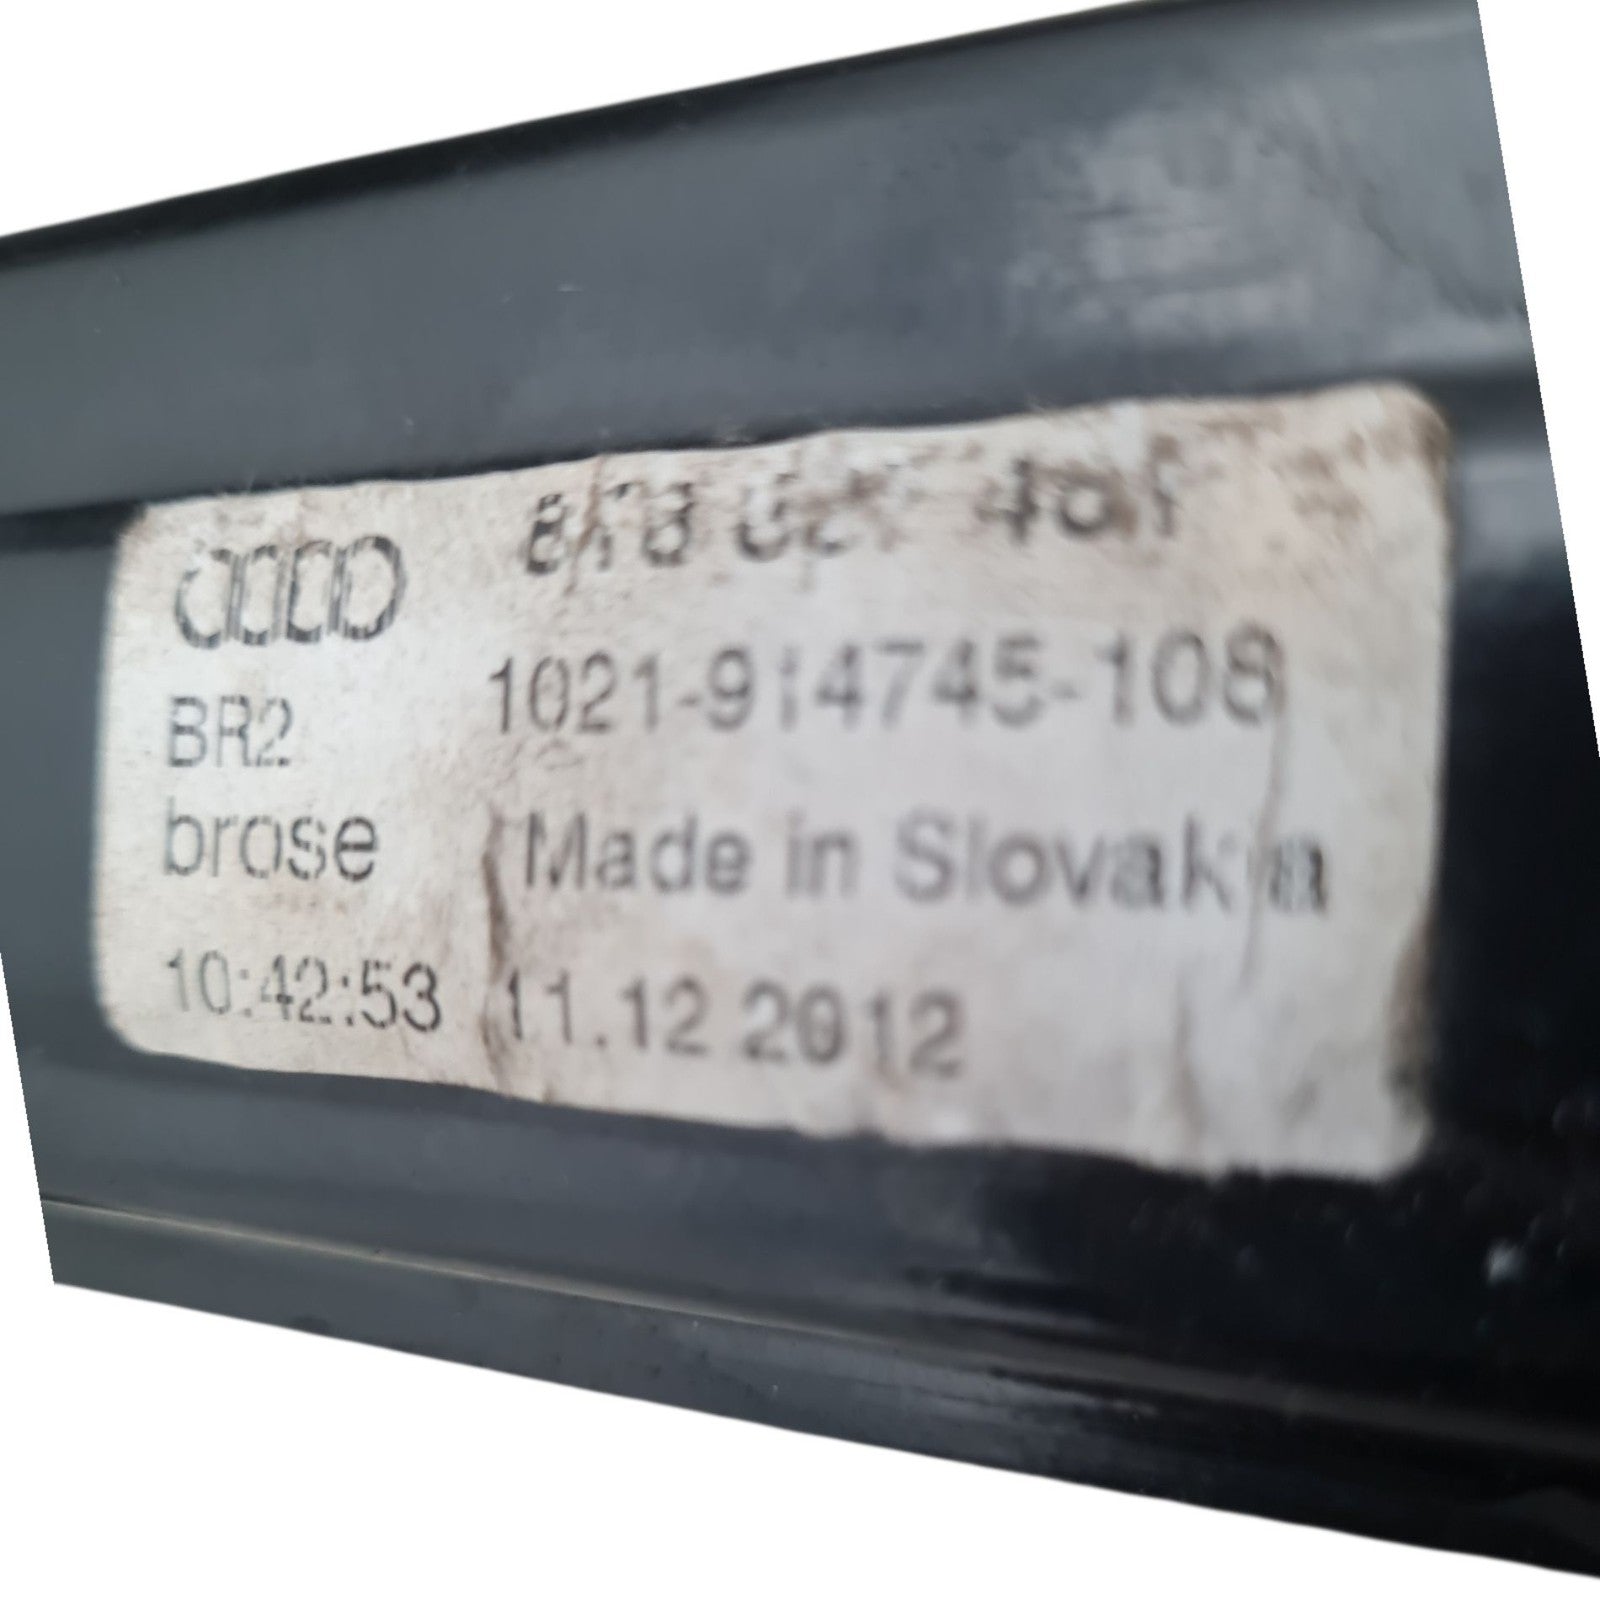 BR2 1021-914745-108
brose Made in Slovakia
10:42:53 11.12 2012